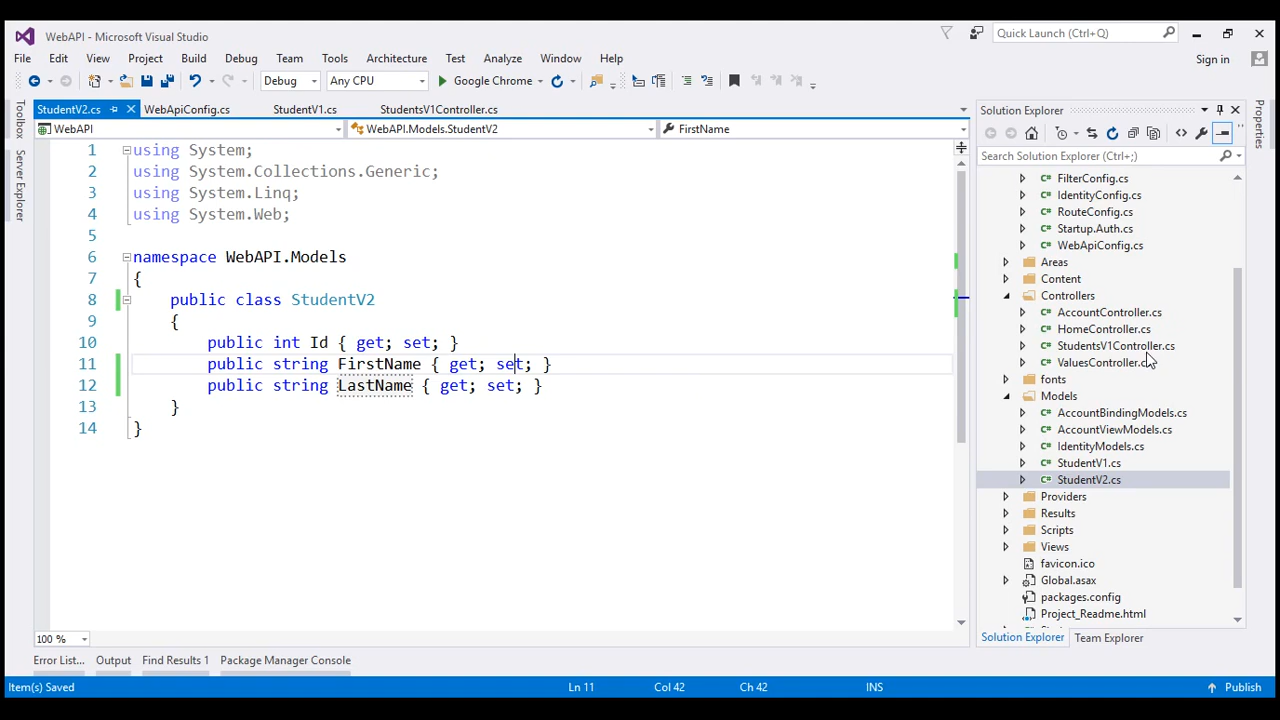 WebAPI - Microsoft Visual Studio
Quick Launch (Ctrl+Q)
File Edit View Project Build Debug Team Tools Architecture Test Analyze Window Help
Sign in
Debug Any CPU Google Chrome
StudentV2.cs WebApiConfig.cs StudentV1.cs StudentsV1Controller.cs
WebAPI WebAPI.Models.StudentV2 FirstName
Toolbox
Server Explorer
1 using System;
2 using System.Collections.Generic;
3 using System.Linq;
4 using System.Web;
5
6 namespace WebAPI.Models
7 {
8 public class StudentV2
9 {
10 public int Id { get; set; }
11 public string FirstName { get; set; }
12 public string LastName { get; set; }
13 }
14 }
100 %
Solution Explorer
Search Solution Explorer (Ctrl+;)
FilterConfig.cs
IdentityConfig.cs
RouteConfig.cs
Startup.Auth.cs
WebApiConfig.cs
Areas
Content
Controllers
AccountController.cs
HomeController.cs
StudentsV1Controller.cs
ValuesController.cs
fonts
Models
AccountBindingModels.cs
AccountViewModels.cs
IdentityModels.cs
StudentV1.cs
StudentV2.cs
Providers
Results
Scripts
Views
favicon.ico
Global.asax
packages.config
Project_Readme.html
Solution Explorer Team Explorer
Properties
Error List... Output Find Results 1 Package Manager Console
Item(s) Saved Ln 11 Col 42 Ch 42 INS Publish